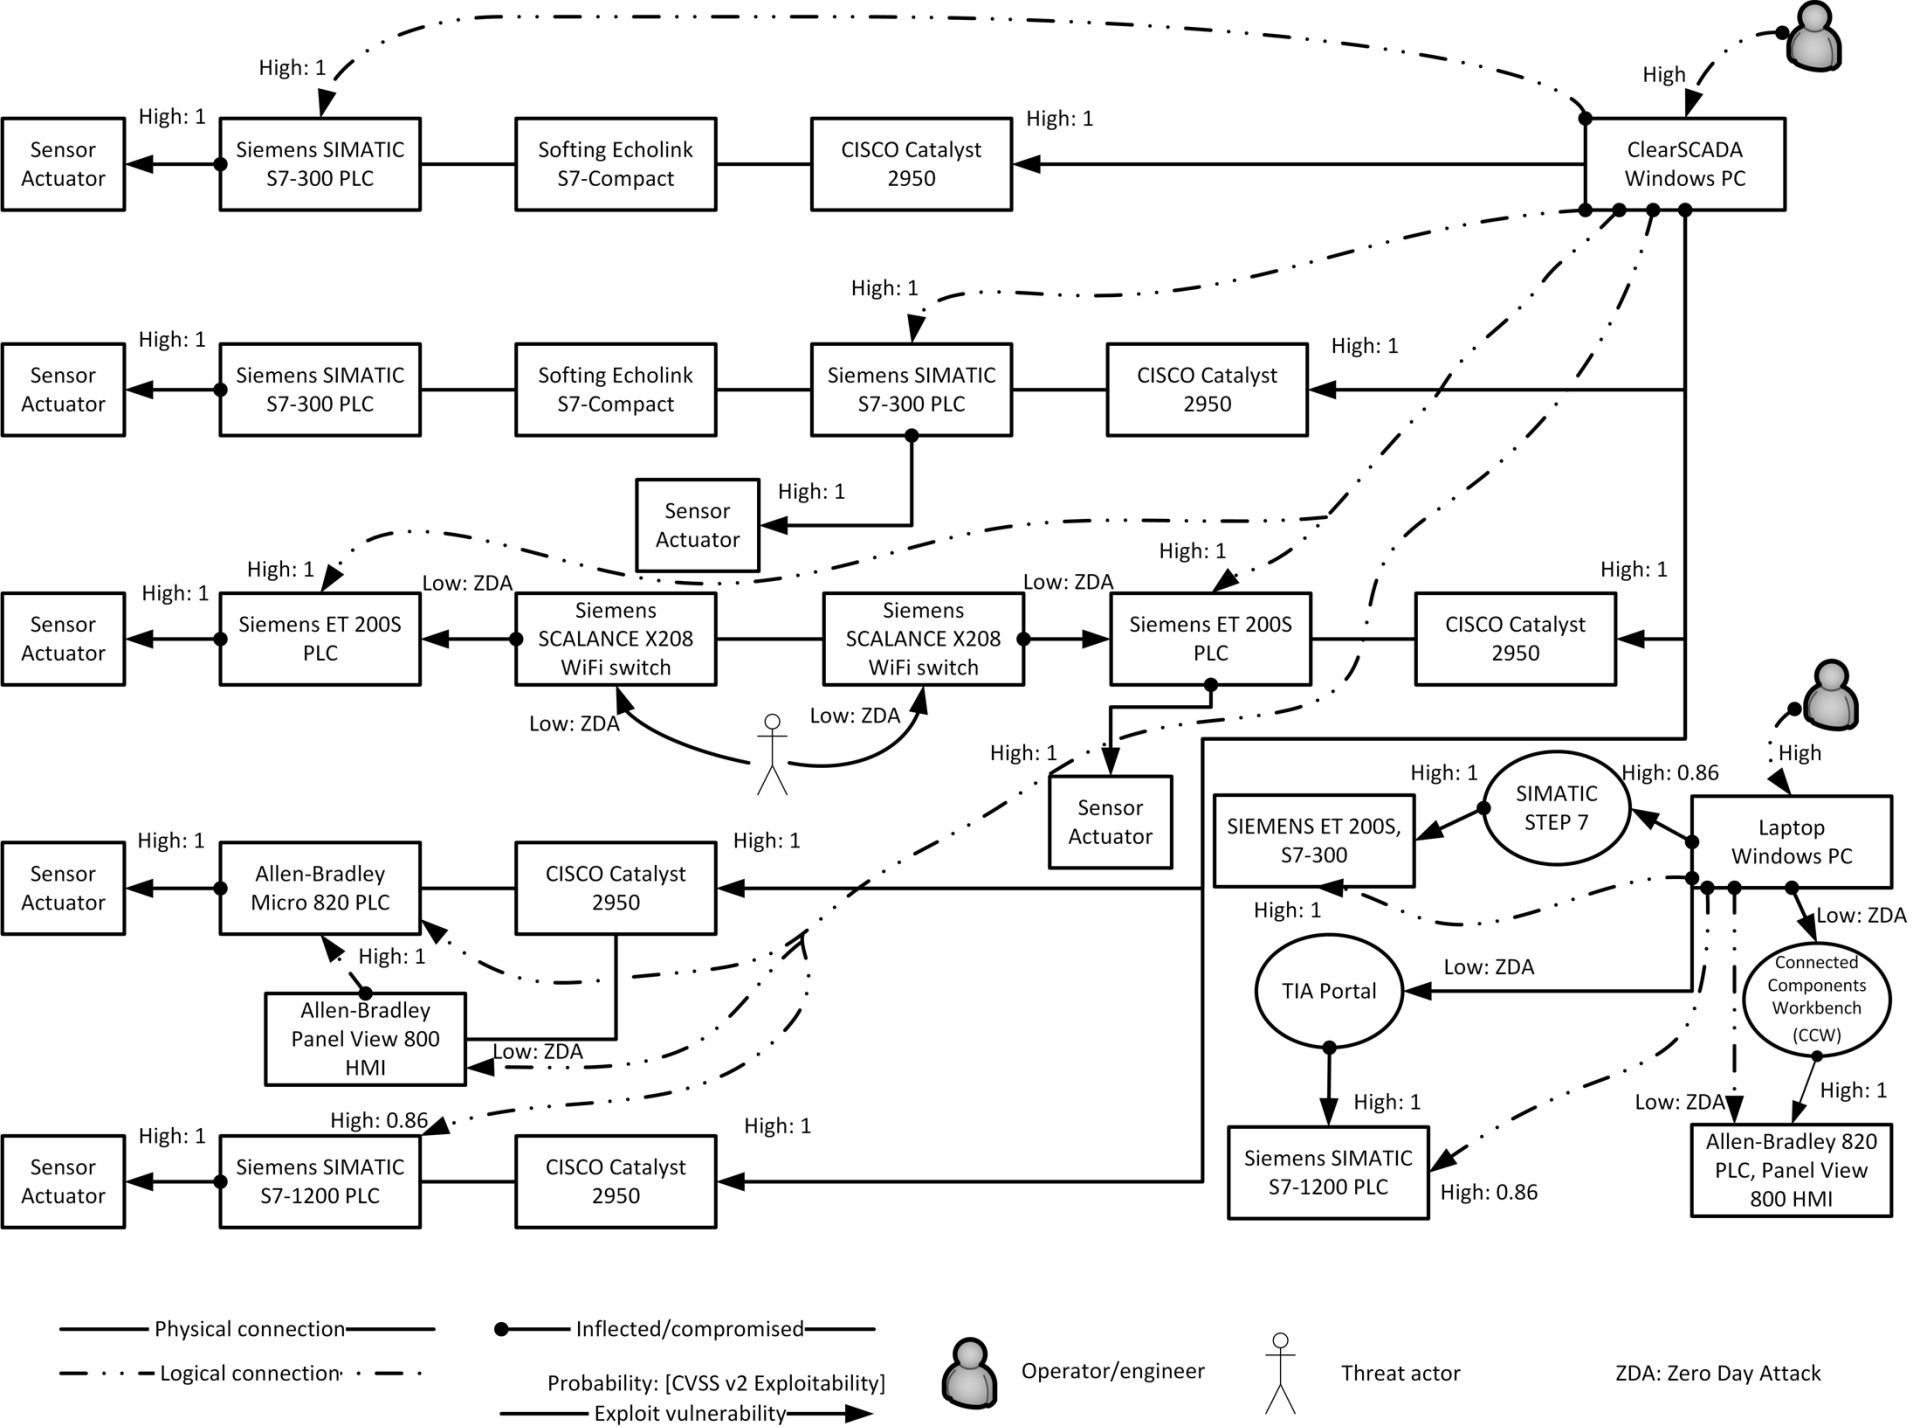 High: 1
High
High: 1
High: 1
Sensor
Actuator
Siemens SIMATIC
S7-300 PLC
Softing Echolink
S7-Compact
CISCO Catalyst
2950
ClearSCADA
Windows PC
High: 1
High: 1
High: 1
Sensor
Actuator
Siemens SIMATIC
S7-300 PLC
Softing Echolink
S7-Compact
Siemens SIMATIC
S7-300 PLC
CISCO Catalyst
2950
High: 1
Sensor
Actuator
High: 1
High: 1
High: 1
High: 1
Low: ZDA
Low: ZDA
Sensor
Actuator
Siemens ET 200S
PLC
Siemens
SCALANCE X208
WiFi switch
Siemens
SCALANCE X208
WiFi switch
Siemens ET 200S
PLC
CISCO Catalyst
2950
Low: ZDA
Low: ZDA
High: 1
Sensor
Actuator
High
High: 1
High: 0.86
SIEMENS ET 200S,
S7-300
SIMATIC
STEP 7
Laptop
Windows PC
High: 1
High: 1
High: 1
Sensor
Actuator
Allen-Bradley
Micro 820 PLC
CISCO Catalyst
2950
High: 1
Low: ZDA
Low: ZDA
TIA Portal
Connected
Components
Workbench
(CCW)
Allen-Bradley
Panel View 800
HMI
Low: ZDA
High: 1
High: 1
Low: ZDA
High: 1
High: 0.86
High: 1
Sensor
Actuator
Siemens SIMATIC
S7-1200 PLC
CISCO Catalyst
2950
Siemens SIMATIC
S7-1200 PLC
High: 0.86
Allen-Bradley 820
PLC, Panel View
800 HMI
Physical connection
Inflected/compromised
Logical connection
Probability: [CVSS v2 Exploitability]
Exploit vulnerability
Operator/engineer
Threat actor
ZDA: Zero Day Attack